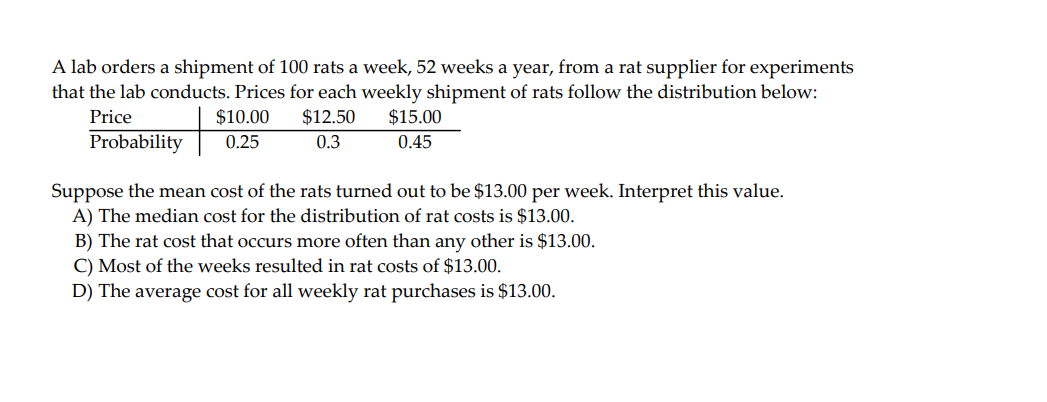 A lab orders a shipment of 100 rats a week, 52 weeks a year, from a rat supplier for experiments
that the lab conducts. Prices for each weekly shipment of rats follow the distribution below:
Price $10.00 $12.50 $15.00
Probability 0.25 0.3 0.45
Suppose the mean cost of the rats turned out to be $13.00 per week. Interpret this value.
A) The median cost for the distribution of rat costs is $13.00.
B) The rat cost that occurs more often than any other is $13.00.
C) Most of the weeks resulted in rat costs of $13.00.
D) The average cost for all weekly rat purchases is $13.00.